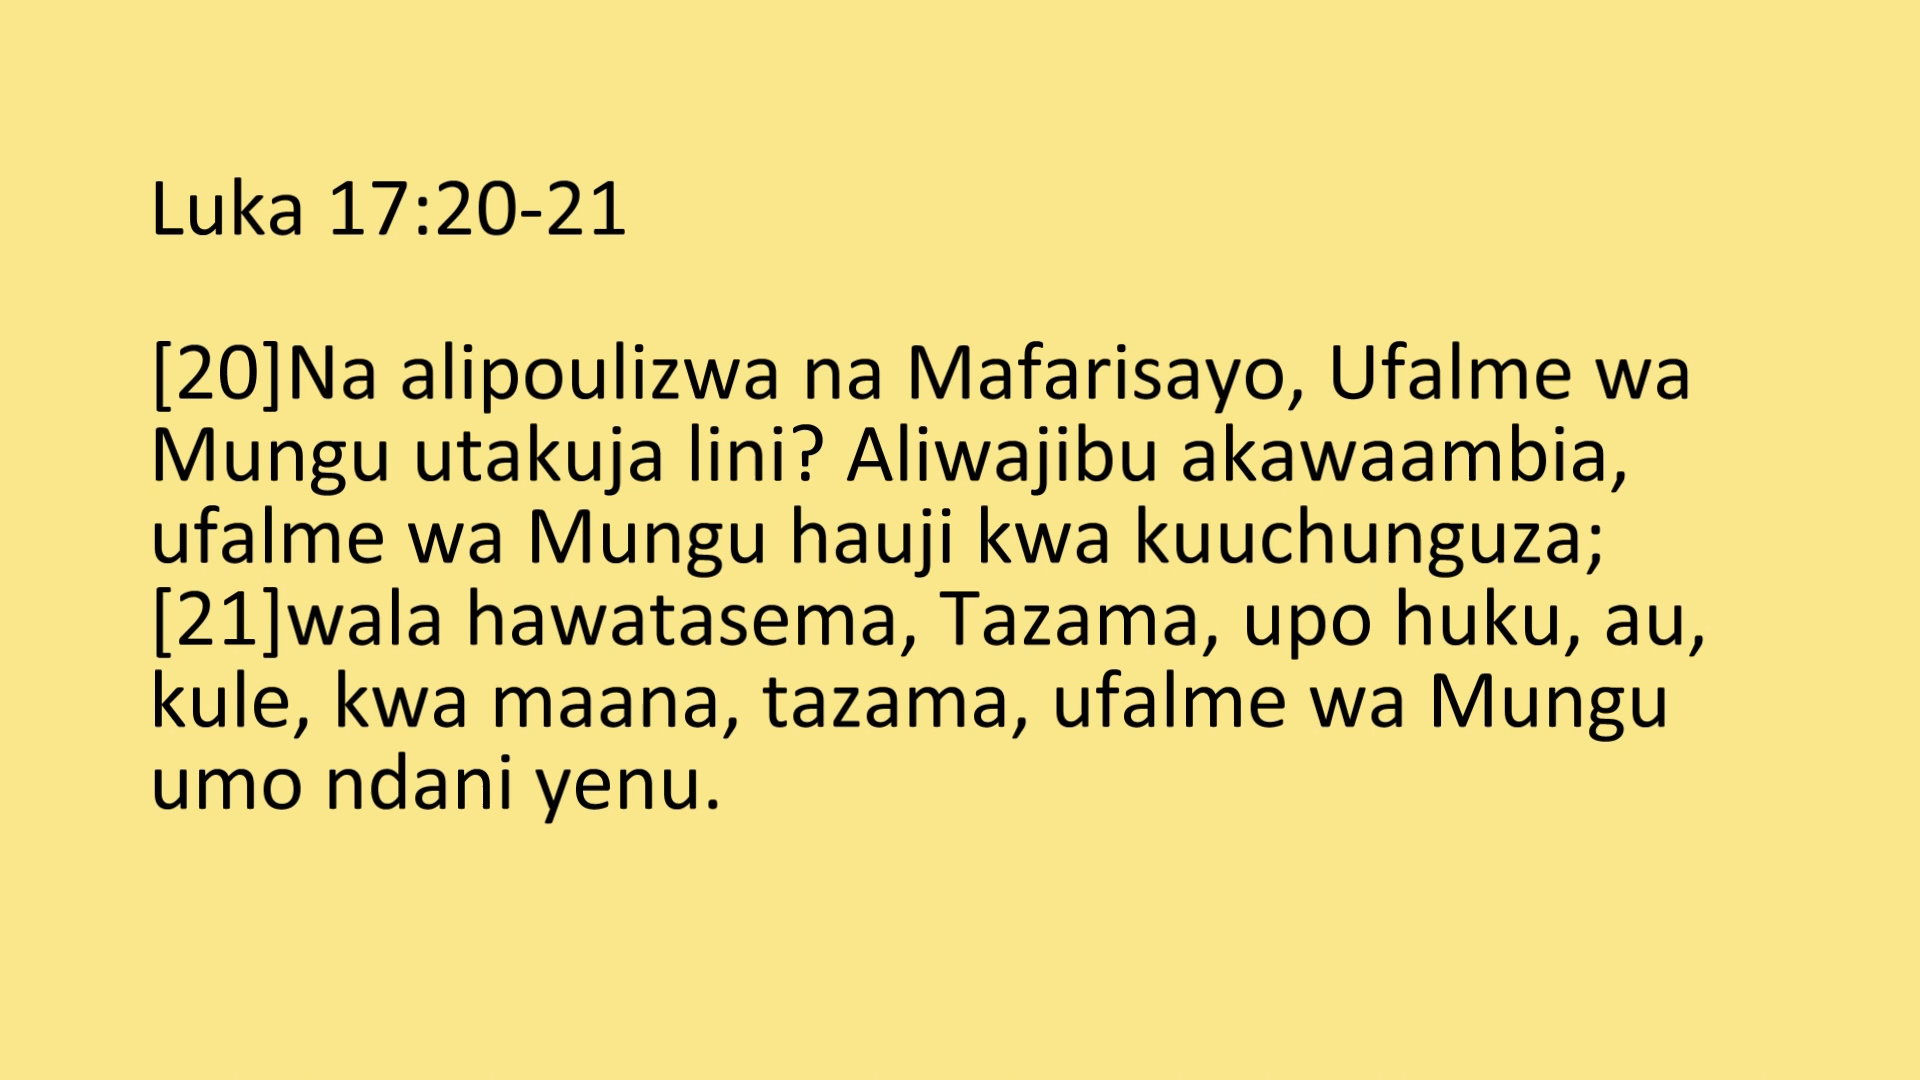 Luka 17:20-21
[20]Na alipoulizwa na Mafarisayo, Ufalme wa
Mungu utakuja lini? Aliwajibu akawaambia,
ufalme wa Mungu hauji kwa kuuchunguza;
[21]wala hawatasema, Tazama, upo huku, au,
kule, kwa maana, tazama, ufalme wa Mungu
umo ndani yenu.